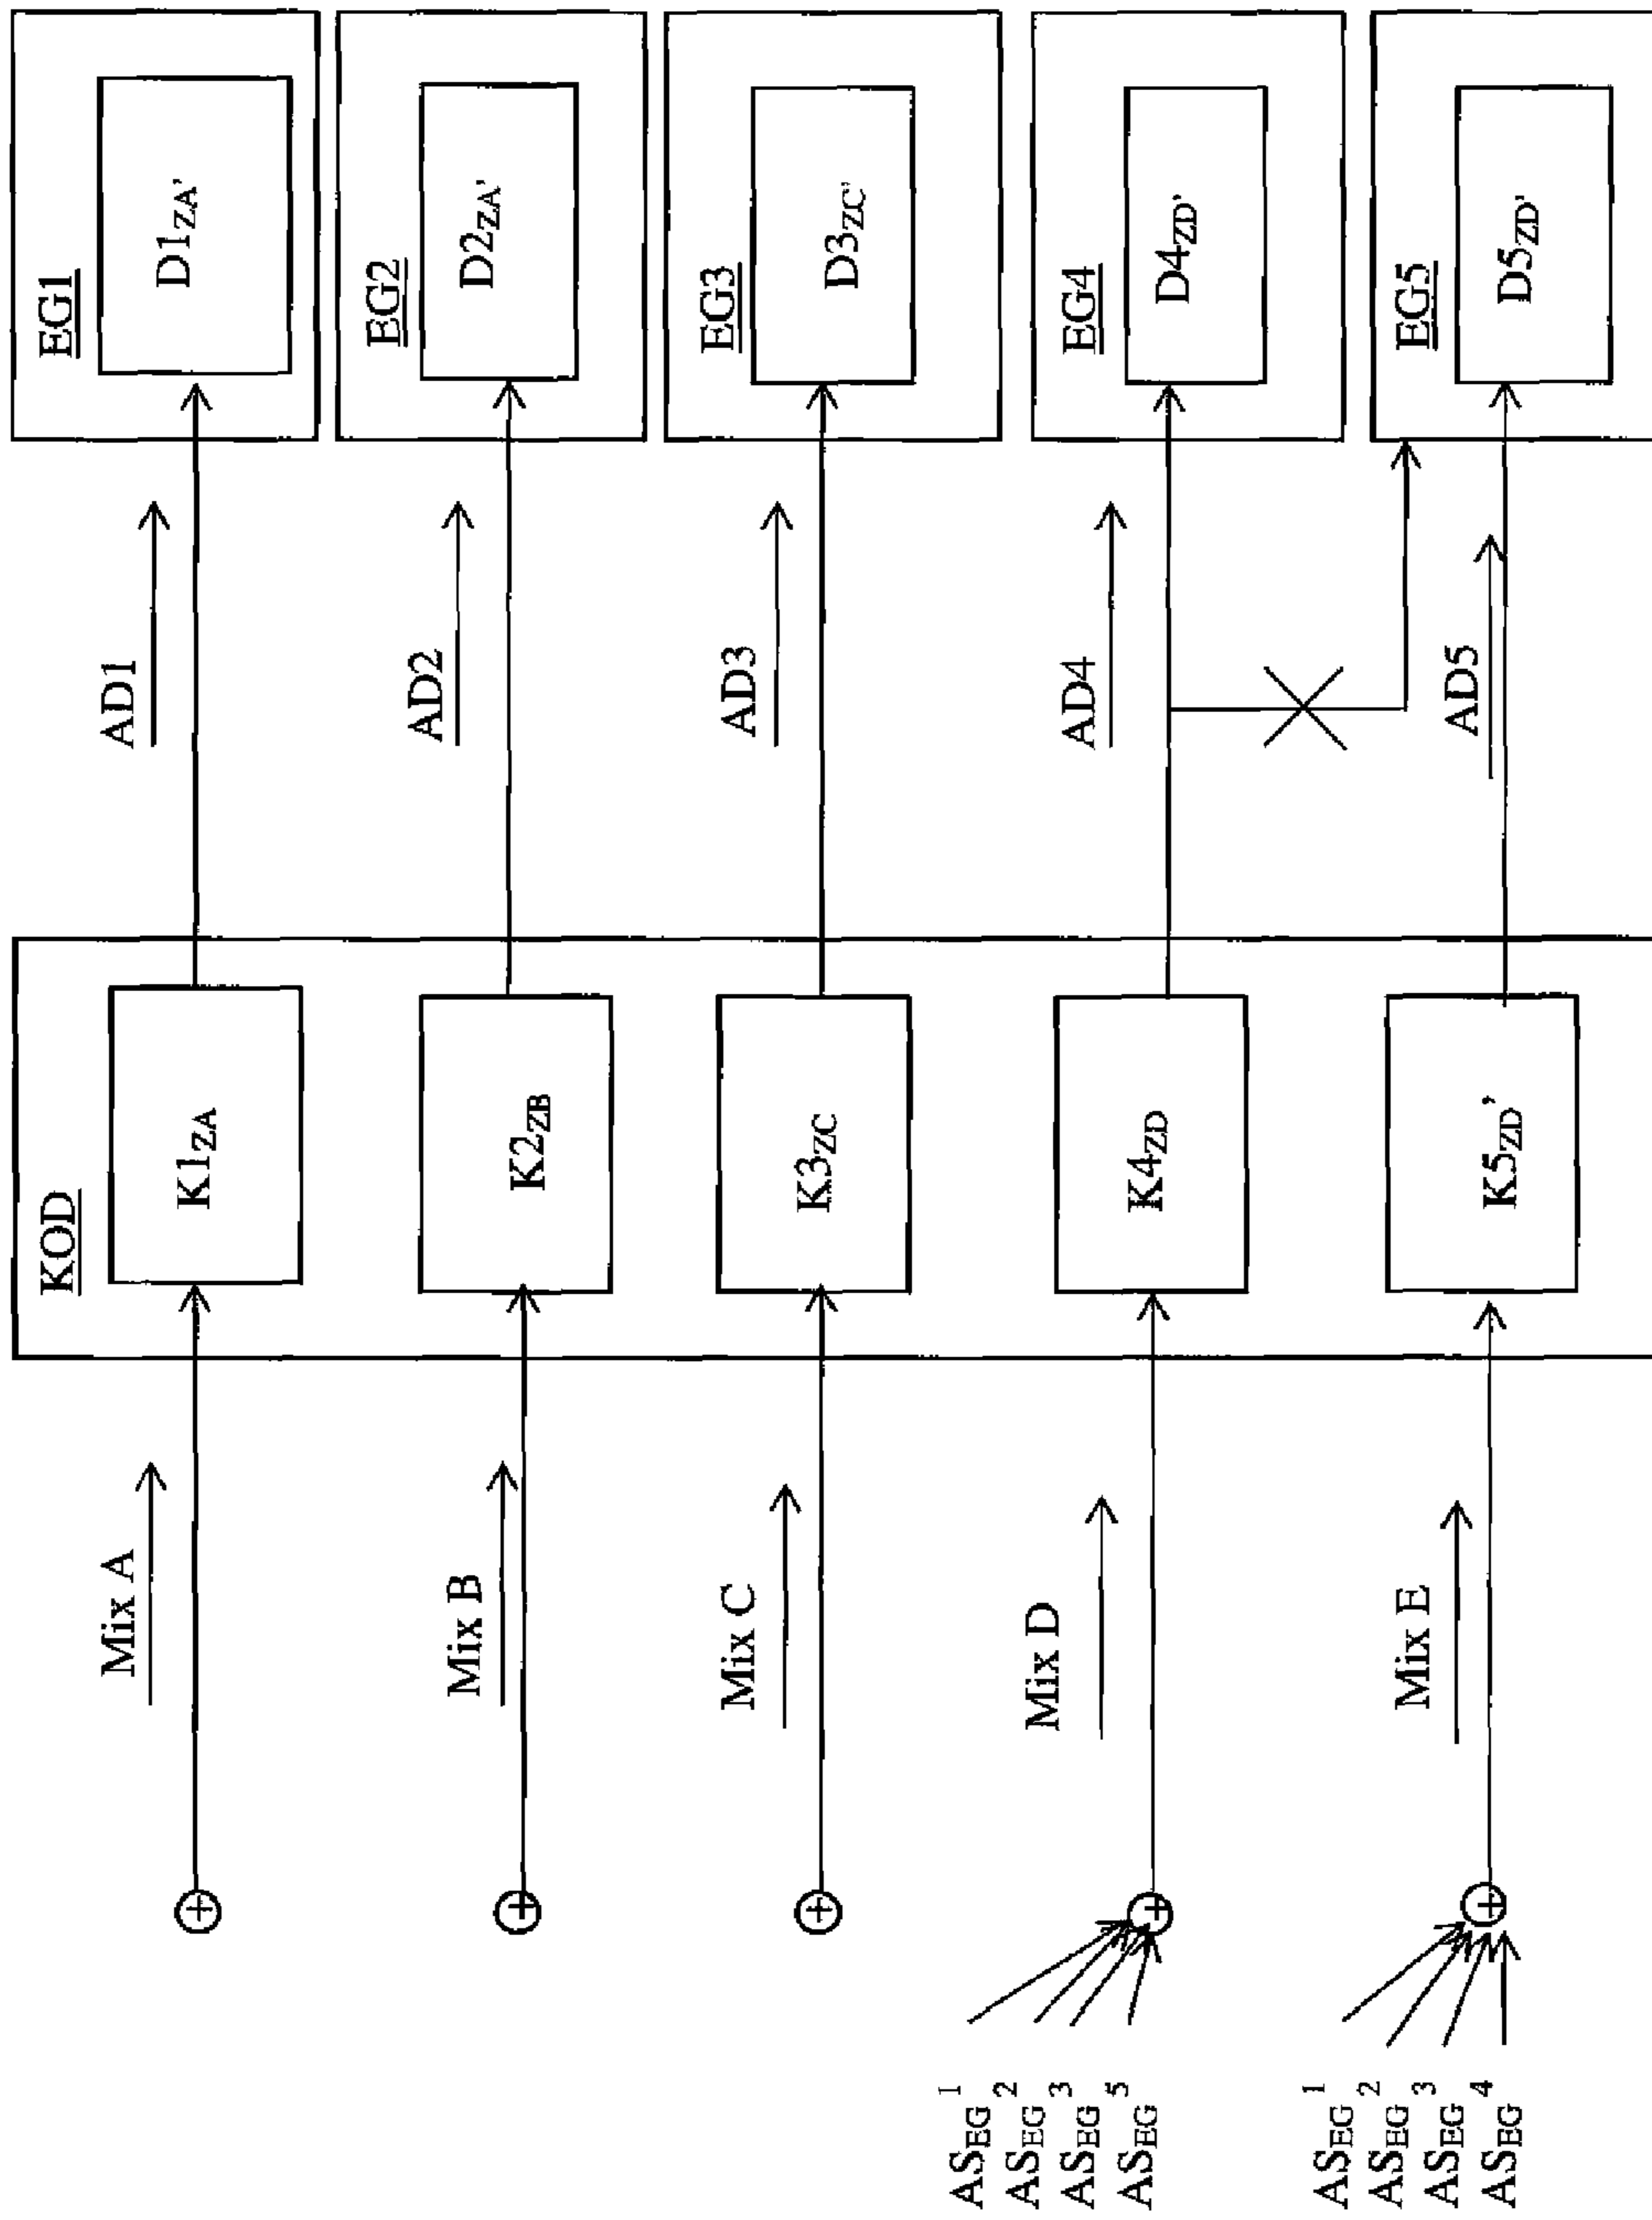 EG1
D1ZA'
EG2
D2ZA'
EG3
D3ZC'
EG4
D4ZD'
EG5
D5ZD'
AD1
AD2
AD3
AD4
AD5
KOD
K1ZA
K2ZB
K3ZC
K4ZD
K5ZD'
Mix A
Mix B
Mix C
Mix D
Mix E
ASEG 1
ASEG 2
ASEG 3
ASEG 5
ASEG 1
ASEG 2
ASEG 3
ASEG 4